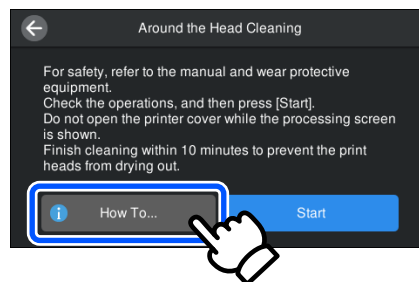 Around the Head Cleaning
For safety, refer to the manual and wear protective
equipment.
Check the operations, and then press [Start].
Do not open the printer cover while the processing screen
is shown.
Finish cleaning within 10 minutes to prevent the print
heads from drying out.
i How To... Start